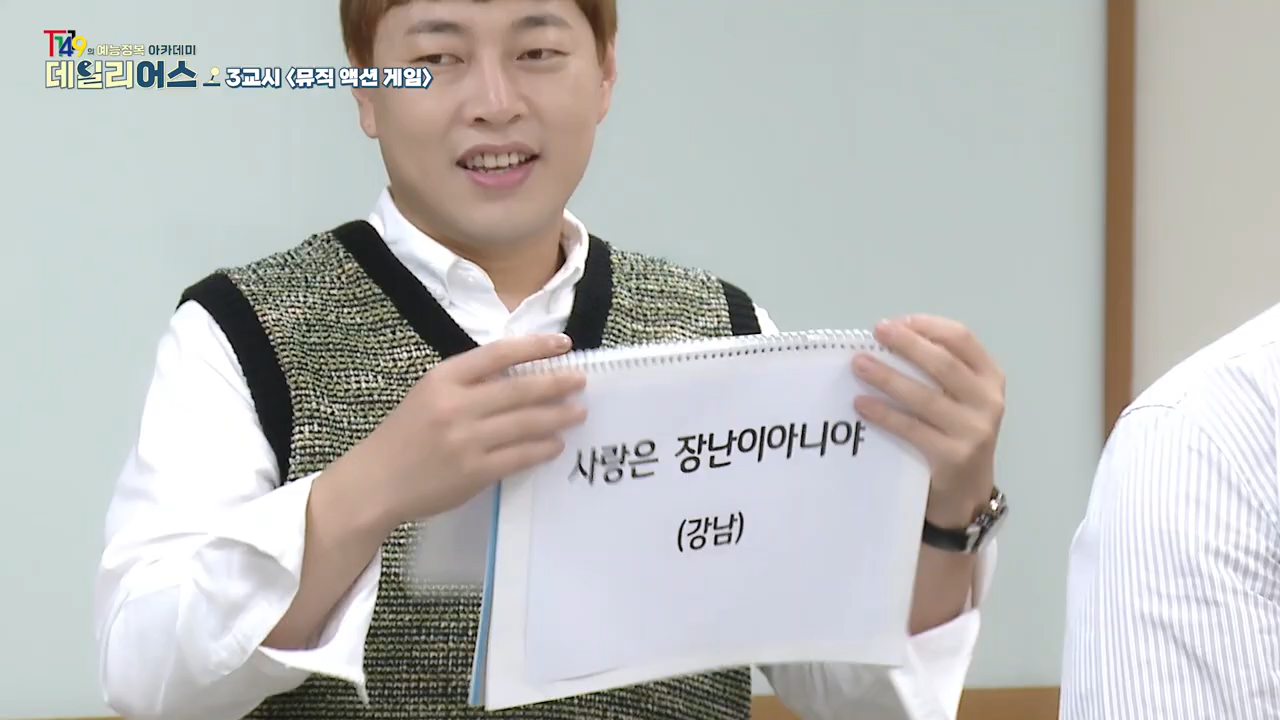 T1419의 예능정복 아카데미
데일리어스 3교시 <뮤직 액션 게임>
사랑은 장난이아니야
(강남)